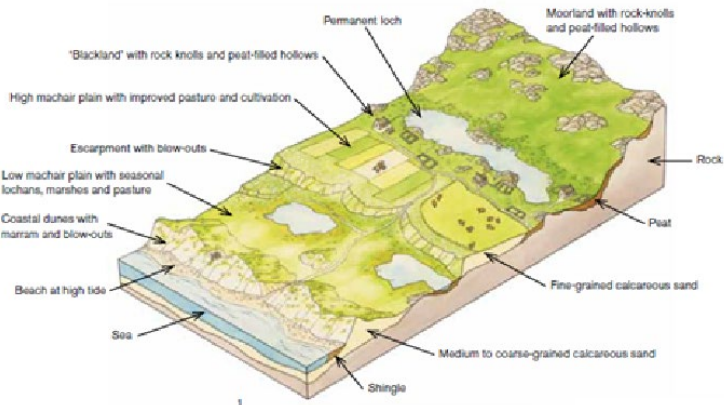 Permanent loch
Moorland with rock-knolls
and peat-filled hollows
'Blackland' with rock knolls and peat-filled hollows
High machair plain with improved pasture and cultivation
Escarpment with blow-outs
Low machair plain with seasonal
lochans, marshes and pasture
Coastal dunes with
marram and blow-outs
Beach at high tide
Sea
Rock
Peat
Fine-grained calcareous sand
Medium to coarse-grained calcareous sand
Shingle
1